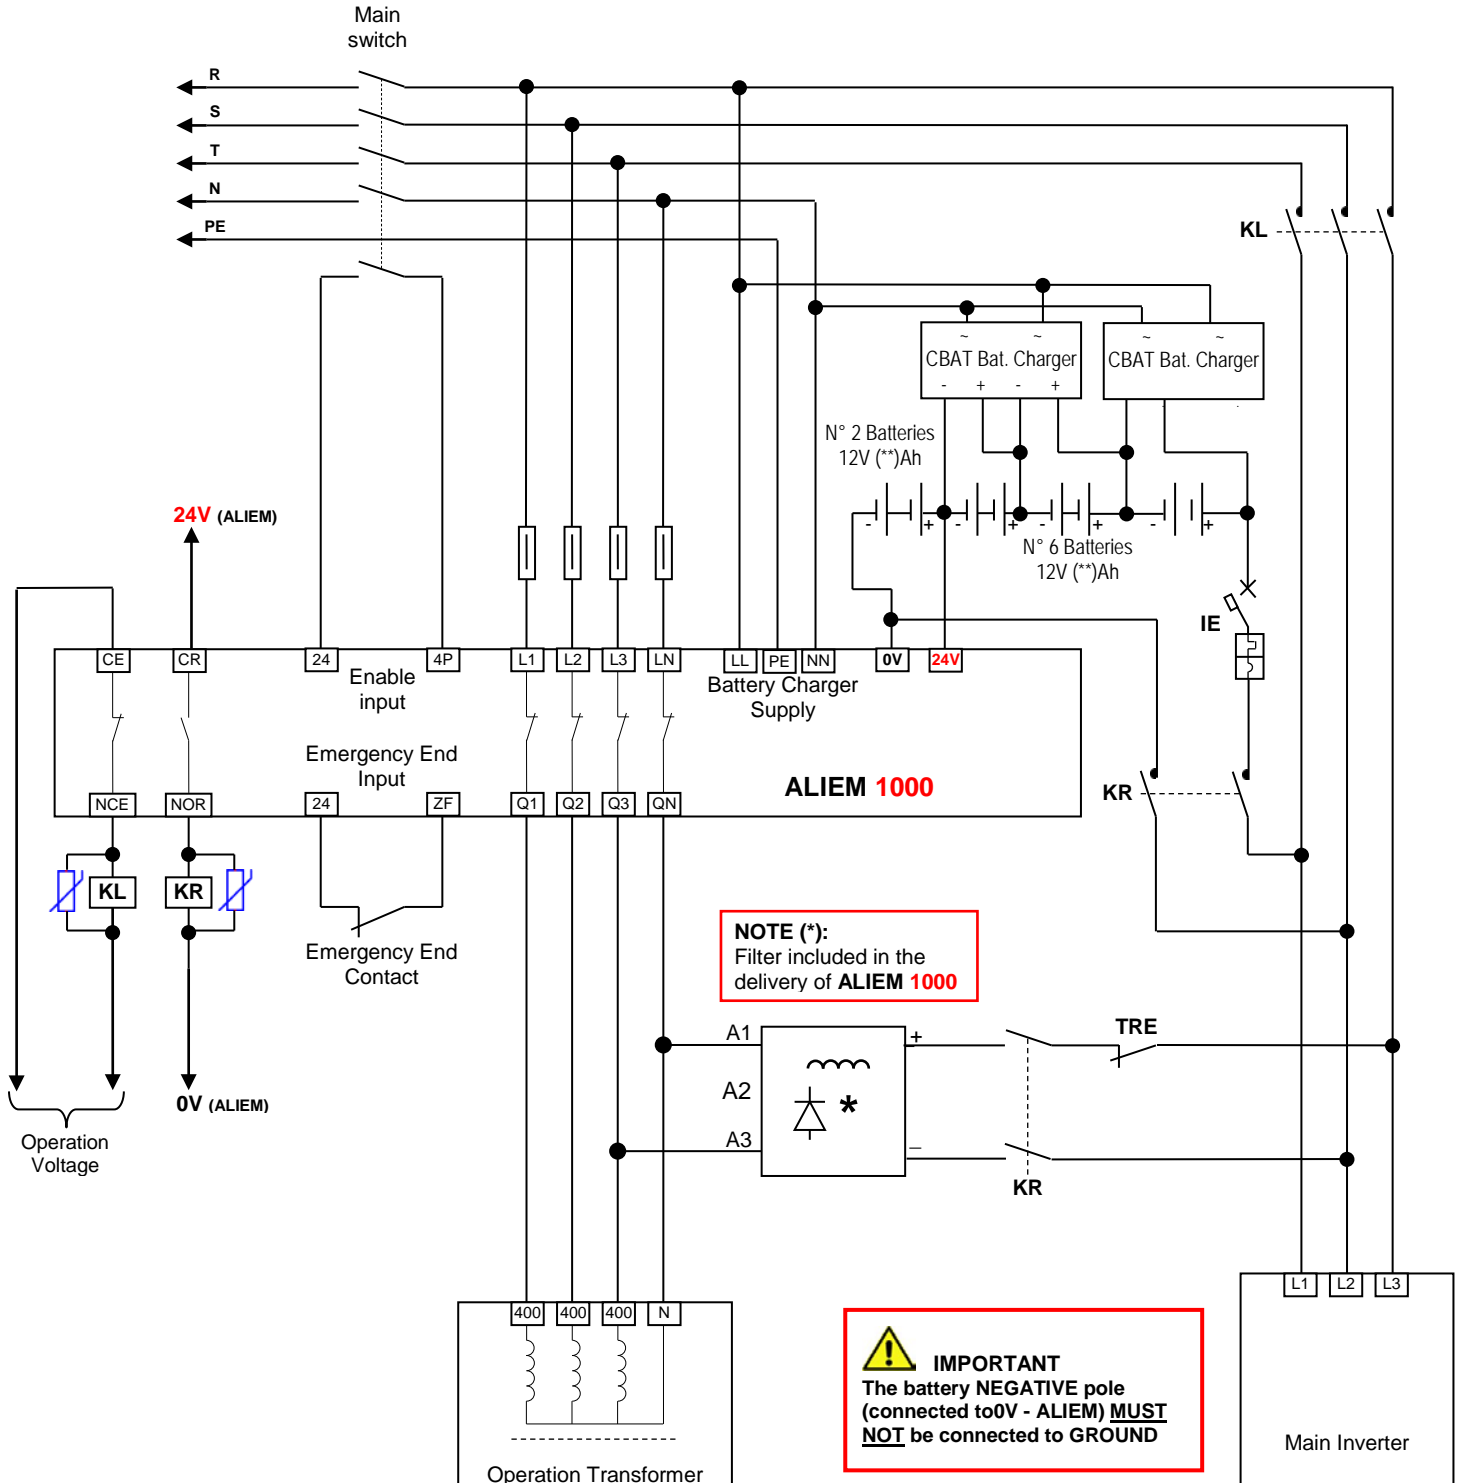 Main
switch
R
S
T
N
PE
KL
~ ~
CBAT Bat. Charger
- + - +
~ ~
CBAT Bat. Charger
N° 2 Batteries
12V (**)Ah
- + - + - + - +
N° 6 Batteries
12V (**)Ah
24V (ALIEM)
IE
CE CR 24 4P L1 L2 L3 LN LL PE NN 0V 24V
Enable
input
Battery Charger
Supply
Emergency End
Input
ALIEM 1000
KR
NCE NOR 24 ZF Q1 Q2 Q3 QN
KL KR
Emergency End
Contact
NOTE (*):
Filter included in the
delivery of ALIEM 1000
A1 + TRE
A2 *
A3 –
KR
0V (ALIEM)
Operation
Voltage
L1 L2 L3
400 400 400 N
IMPORTANT
The battery NEGATIVE pole
(connected to0V - ALIEM) MUST
NOT be connected to GROUND
Main Inverter
Operation Transformer